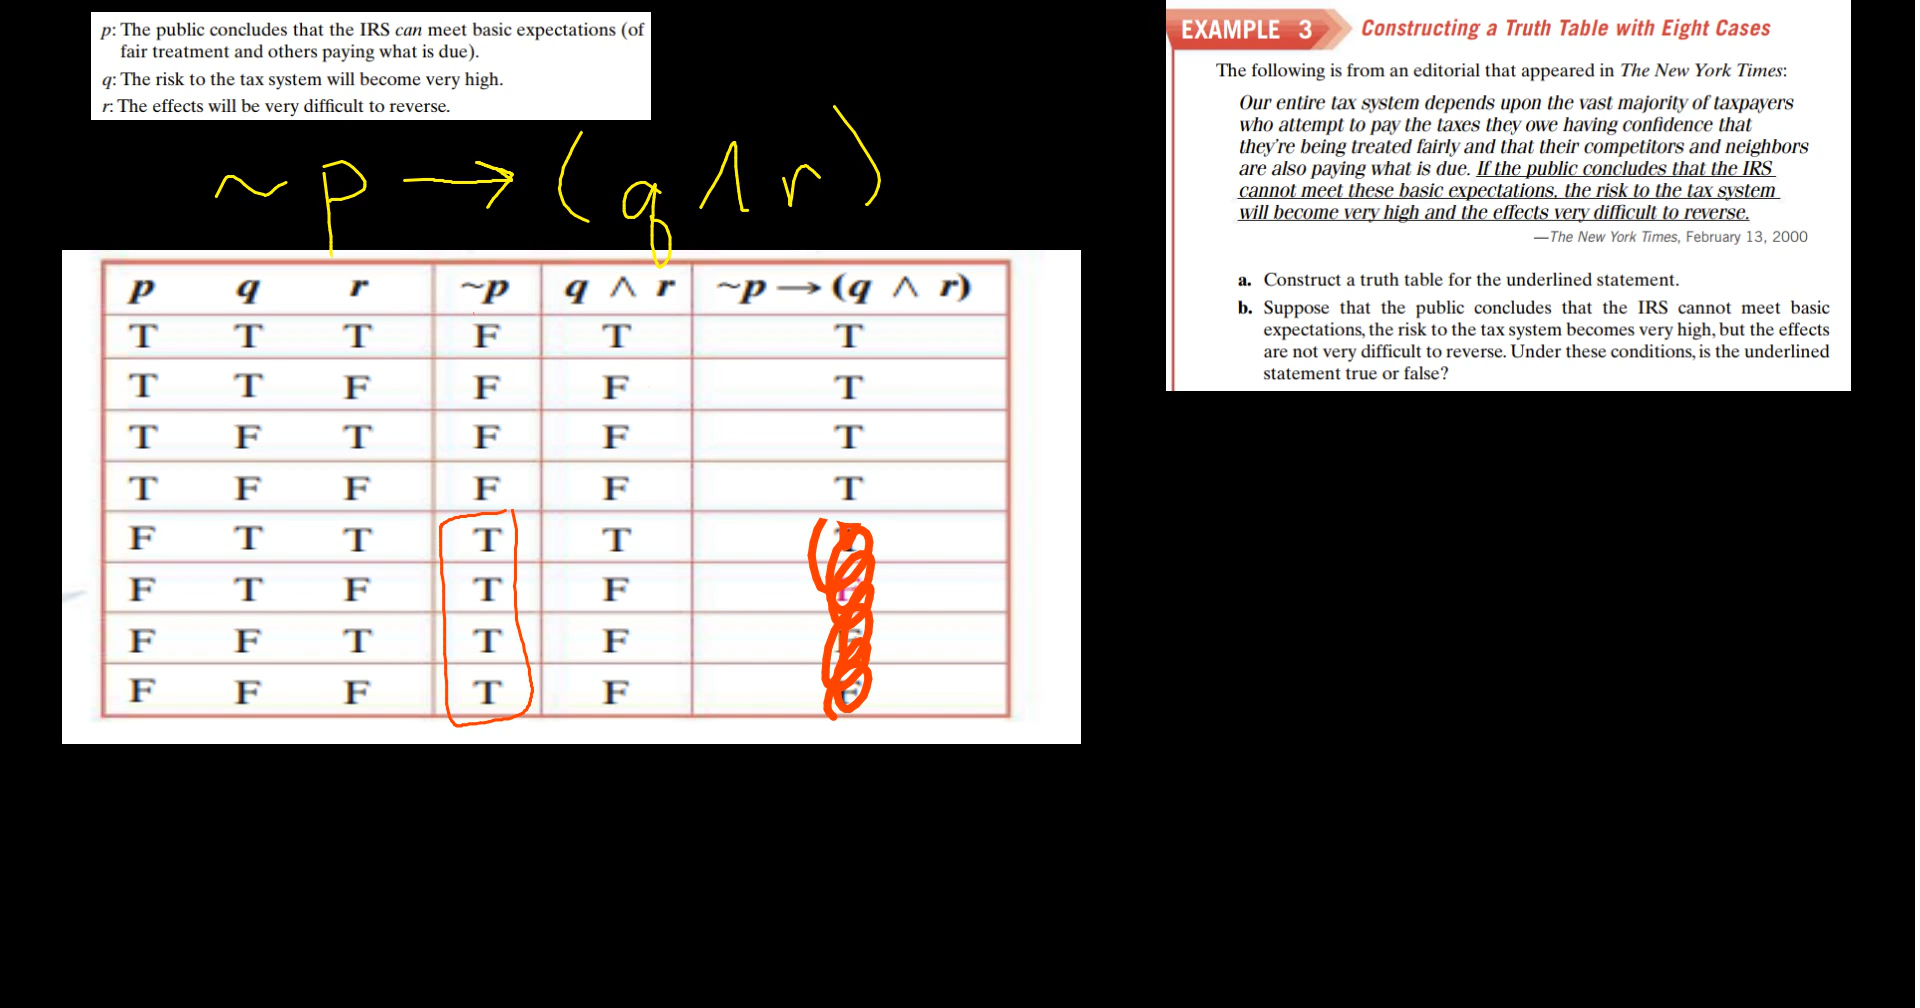 p: The public concludes that the IRS can meet basic expectations (of
fair treatment and others paying what is due).
q: The risk to the tax system will become very high.
r: The effects will be very difficult to reverse.
~p → (q ∧ r)
p q r ~p q ∧ r ~p → (q ∧ r)
T T T F T T
T T F F F T
T F T F F T
T F F F F T
F T T T T
F T F T F
F F T T F
F F F T F F
EXAMPLE 3 Constructing a Truth Table with Eight Cases
The following is from an editorial that appeared in The New York Times:
Our entire tax system depends upon the vast majority of taxpayers
who attempt to pay the taxes they owe having confidence that
they're being treated fairly and that their competitors and neighbors
are also paying what is due. If the public concludes that the IRS
cannot meet these basic expectations, the risk to the tax system
will become very high and the effects very difficult to reverse.
—The New York Times, February 13, 2000
a. Construct a truth table for the underlined statement.
b. Suppose that the public concludes that the IRS cannot meet basic
expectations, the risk to the tax system becomes very high, but the effects
are not very difficult to reverse. Under these conditions, is the underlined
statement true or false?